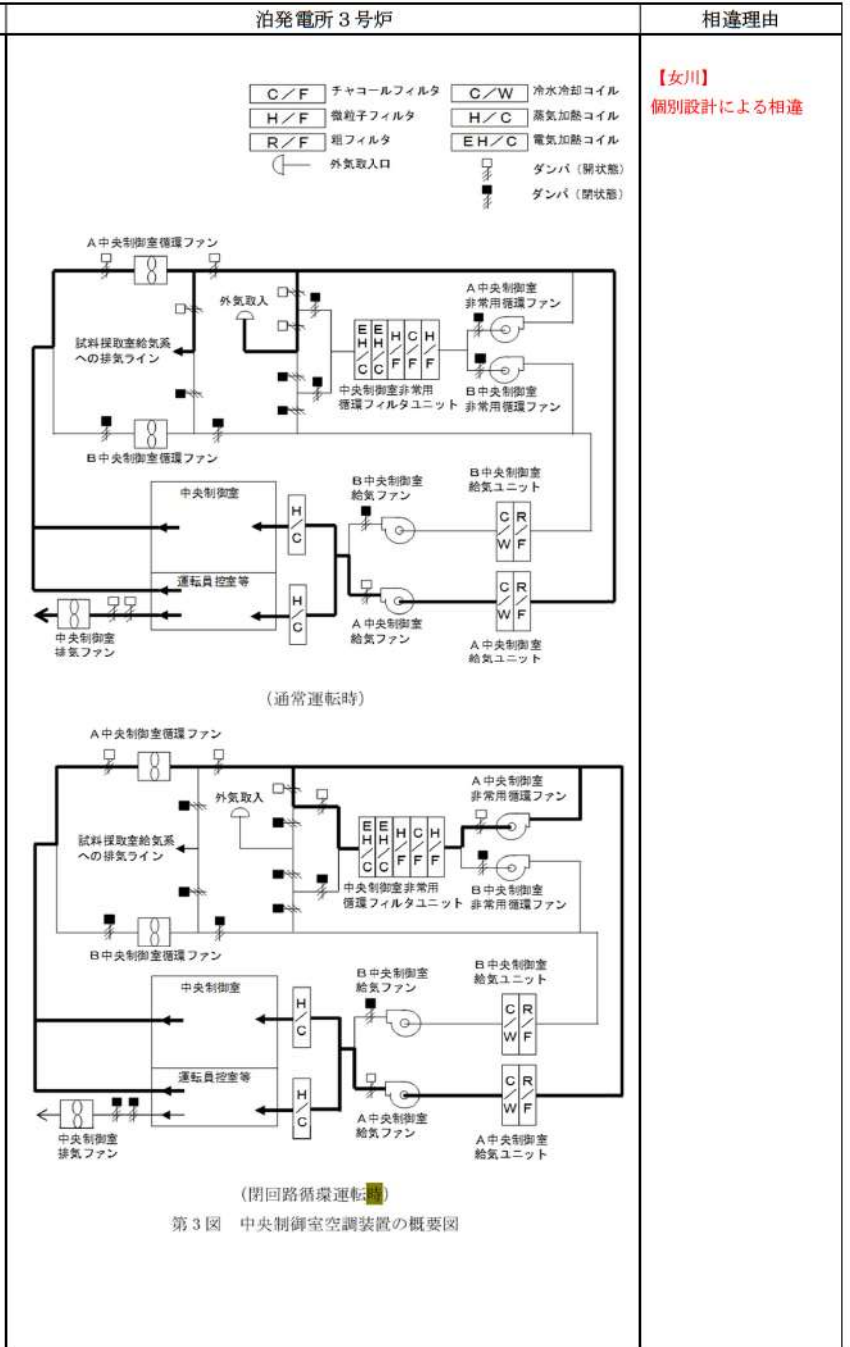 泊発電所3号炉
相違理由
【女川】
個別設計による相違
C/F チャコールフィルタ
C/W 冷水冷却コイル
H/F 微粒子フィルタ
H/C 蒸気加熱コイル
R/F 粗フィルタ
EH/C 電気加熱コイル
外気取入口
ダンパ(開状態)
ダンパ(閉状態)
A中央制御室循環ファン
外気取入
A中央制御室
非常用循環ファン
試料採取室給気系
への排気ライン
EH/C
EH/C
H/F
C/F
H/F
中央制御室非常用
循環フィルタユニット
B中央制御室
非常用循環ファン
B中央制御室循環ファン
中央制御室
H/C
B中央制御室
給気ファン
B中央制御室
給気ユニット
C/W
R/F
運転員控室等
H/C
C/W
R/F
中央制御室
排気ファン
A中央制御室
給気ファン
A中央制御室
給気ユニット
(通常運転時)
A中央制御室循環ファン
外気取入
A中央制御室
非常用循環ファン
試料採取室給気系
への排気ライン
EH/C
EH/C
H/F
C/F
H/F
中央制御室非常用
循環フィルタユニット
B中央制御室
非常用循環ファン
B中央制御室循環ファン
中央制御室
H/C
B中央制御室
給気ファン
B中央制御室
給気ユニット
C/W
R/F
運転員控室等
H/C
C/W
R/F
中央制御室
排気ファン
A中央制御室
給気ファン
A中央制御室
給気ユニット
(閉回路循環運転時)
第3図 中央制御室空調装置の概要図